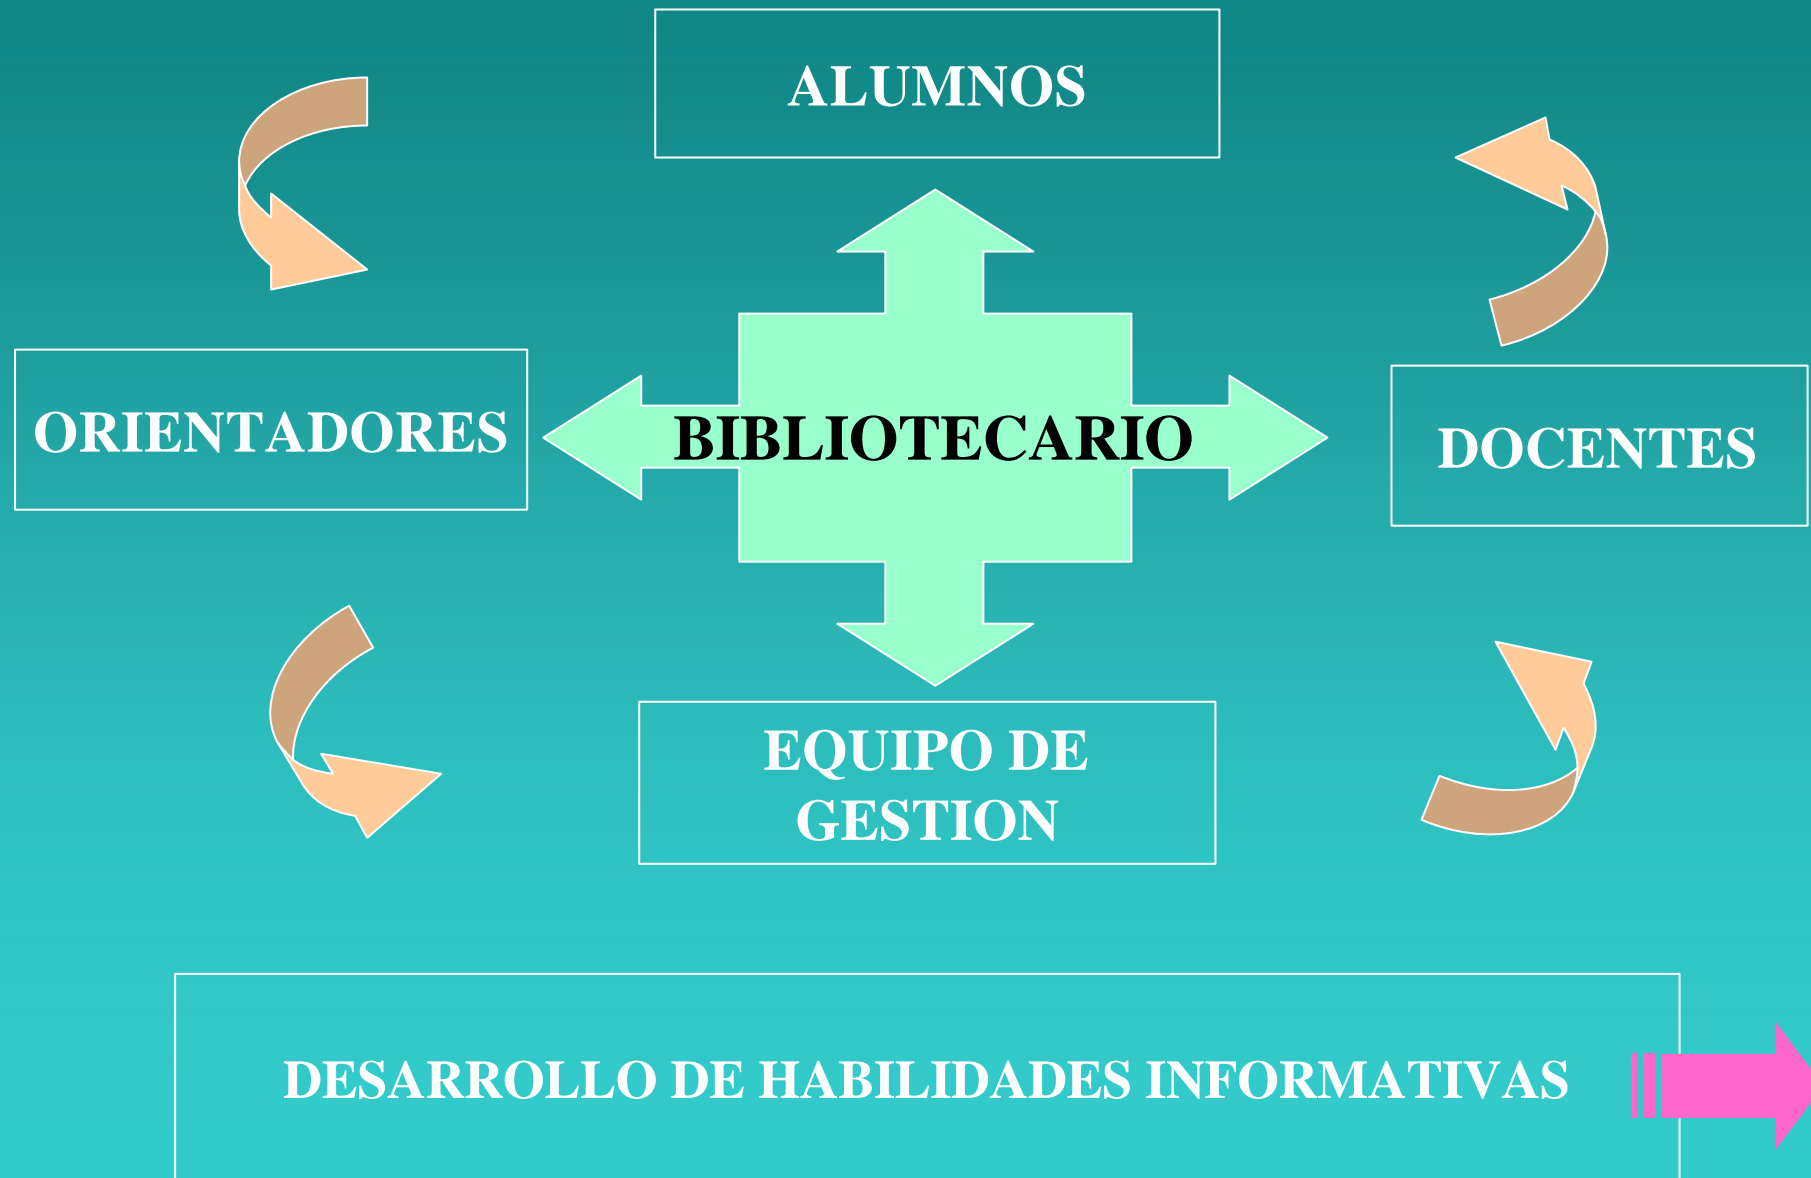 ALUMNOS
ORIENTADORES
BIBLIOTECARIO
DOCENTES
EQUIPO DE
GESTION
DESARROLLO DE HABILIDADES INFORMATIVAS